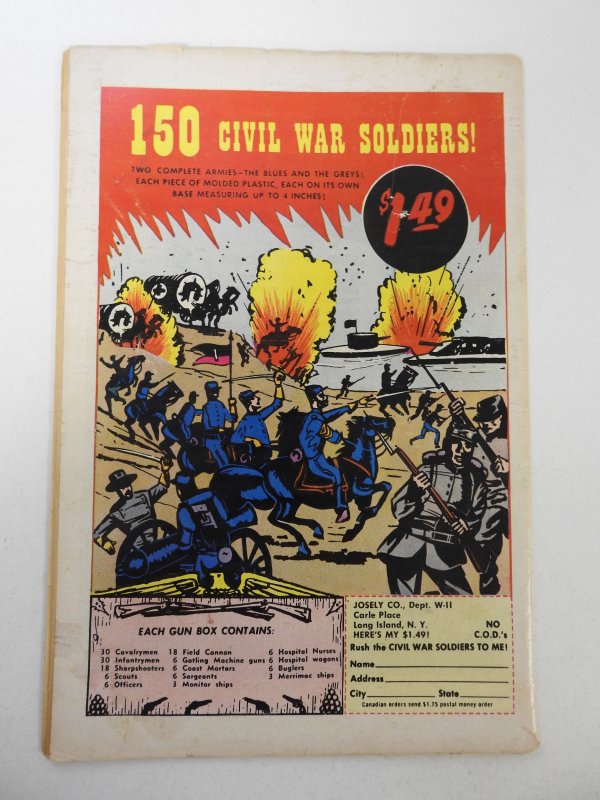 150 CIVIL WAR SOLDIERS!
TWO COMPLETE ARMIES—THE BLUES AND THE GREYS!
EACH PIECE OF MOLDED PLASTIC, EACH ON ITS OWN
BASE MEASURING UP TO 4 INCHES!
$1.49
EACH GUN BOX CONTAINS:
30 Cavalrymen 18 Field Cannon 6 Hospital Nurses
30 Infantrymen 6 Gatling Machine guns 6 Hospital wagons
18 Sharpshooters 6 Coast Mortars 6 Buglers
6 Scouts 6 Sergeants 3 Merrimac ships
6 Officers 3 Monitor ships
JOSELY CO., Dept. W-11
Carle Place
Long Island, N. Y. NO
HERE'S MY $1.49! C.O.D.'s
Rush the CIVIL WAR SOLDIERS TO ME!
Name
Address
City State
Canadian orders send $1.75 postal money order